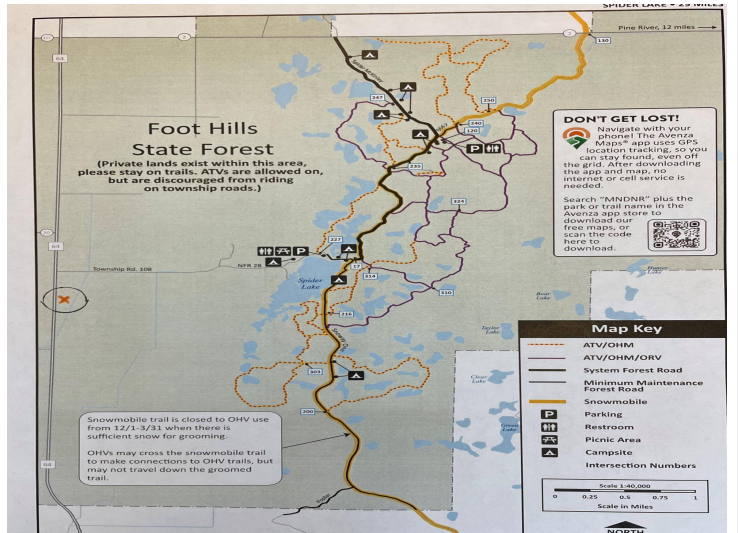 SPIDER LAKE - 29 MILES
Pine River, 12 miles
64
2
2
130
247
250
240
120
P
235
324
Foot Hills
State Forest
(Private lands exist within this area,
please stay on trails. ATVs are allowed on,
but are discouraged from riding
on township roads.)
DON'T GET LOST!
Navigate with your
phone! The Avenza
Maps® app uses GPS
location tracking, so you
can stay found, even off
the grid. After downloading
the app and map, no
internet or cell service is
needed.
Search "MNDNR" plus the
park or trail name in the
Avenza app store to
download our
free maps, or
scan the code
here to
download.
64
227
P
NFR 2B
Township Rd. 108
17
314
Spider
Lake
310
216
Bear
Lake
Taylor
Lake
303
Clear
Lake
200
Lake
64
Snowmobile trail is closed to OHV use
from 12/1-3/31 when there is
sufficient snow for grooming.
OHVs may cross the snowmobile trail
to make connections to OHV trails, but
may not travel down the groomed
trail.
Map Key
ATV/OHM
ATV/OHM/ORV
System Forest Road
Minimum Maintenance
Forest Road
Snowmobile
P Parking
Restroom
Picnic Area
Campsite
Intersection Numbers
Scale 1:40,000
0 0.25 0.5 0.75 1
Scale in Miles
NORTH